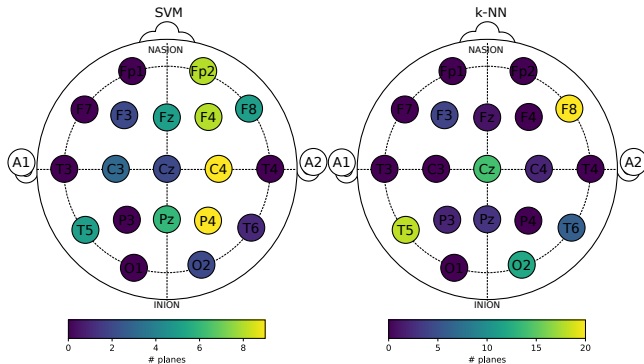 SVM
NASION
Fp1 Fp2
F7 F3 Fz F4 F8
A1 T3 C3 Cz C4 T4 A2
T5 P3 Pz P4 T6
O1 O2
INION
0 2 4 6 8
# planes
k-NN
NASION
Fp1 Fp2
F7 F3 Fz F4 F8
A1 T3 C3 Cz C4 T4 A2
T5 P3 Pz P4 T6
O1 O2
INION
0 5 10 15 20
# planes